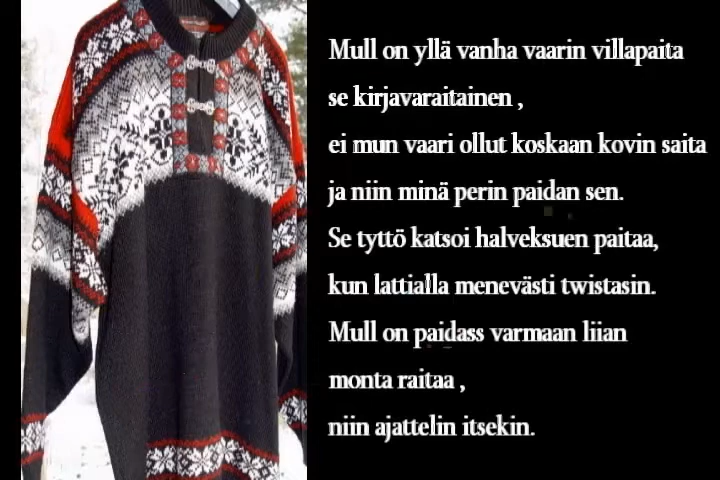 Mull on yllä vanha vaarin villapaita
se kirjavaraitainen ,
ei mun vaari ollut koskaan kovin saita
ja niin minä perin paidan sen.
Se tyttö katsoi halveksuen paitaa,
kun lattialla menevästi twistasin.
Mull on paidass varmaan liian
monta raitaa ,
niin ajattelin itsekin.